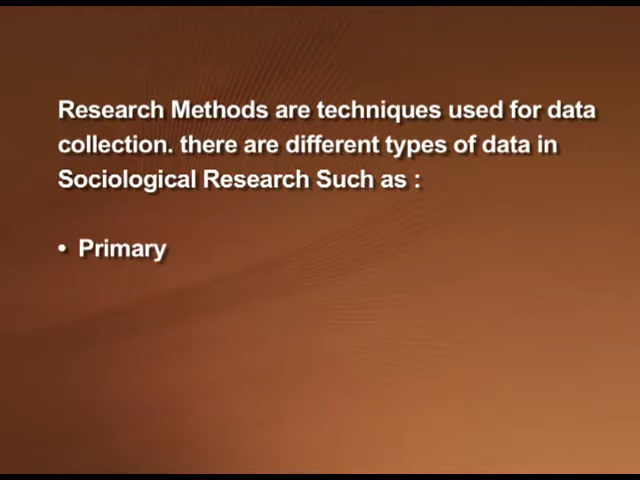 Research Methods are techniques used for data
collection. there are different types of data in
Sociological Research Such as :
• Primary